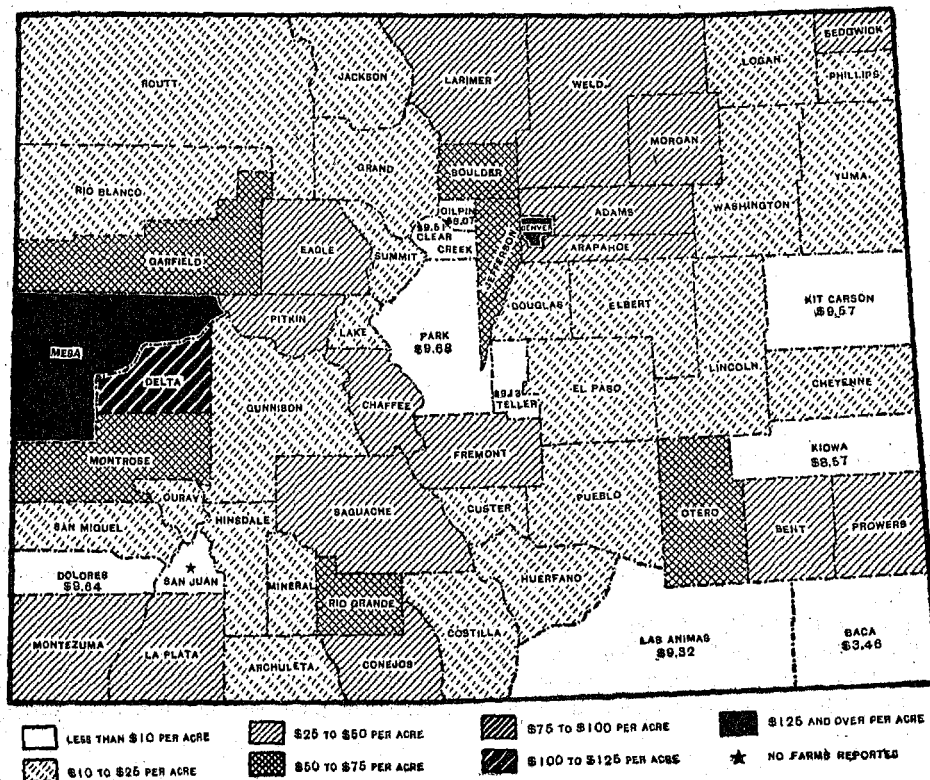 ROUTT
JACKSON
LARIMER
WELD
LOGAN
SEDGWICK
PHILLIPS
MORGAN
GRAND
BOULDER
RIO BLANCO
YUMA
WASHINGTON
GILPIN
ADAMS
DENVER
CLEAR
CREEK
ARAPAHOE
EAGLE
SUMMIT
JEFFERSON
GARFIELD
DOUGLAS
ELBERT
KIT CARSON
$9.57
PITKIN
LAKE
PARK
$9.68
MESA
LINCOLN
DELTA
CHEYENNE
EL PASO
TELLER
GUNNISON
CHAFFEE
FREMONT
KIOWA
$8.57
MONTROSE
OURAY
PUEBLO
SAGUACHE
CUSTER
OTERO
HINSDALE
SAN MIGUEL
BENT
PROWERS
DOLORES
$9.64
SAN JUAN
MINERAL
HUERFANO
RIO GRANDE
COSTILLA
LAS ANIMAS
$9.32
BACA
$3.46
MONTEZUMA
LA PLATA
ARCHULETA
CONEJOS
LESS THAN $10 PER ACRE
$25 TO $50 PER ACRE
$75 TO $100 PER ACRE
$125 AND OVER PER ACRE
$10 TO $25 PER ACRE
$50 TO $75 PER ACRE
$100 TO $125 PER ACRE
NO FARMS REPORTED